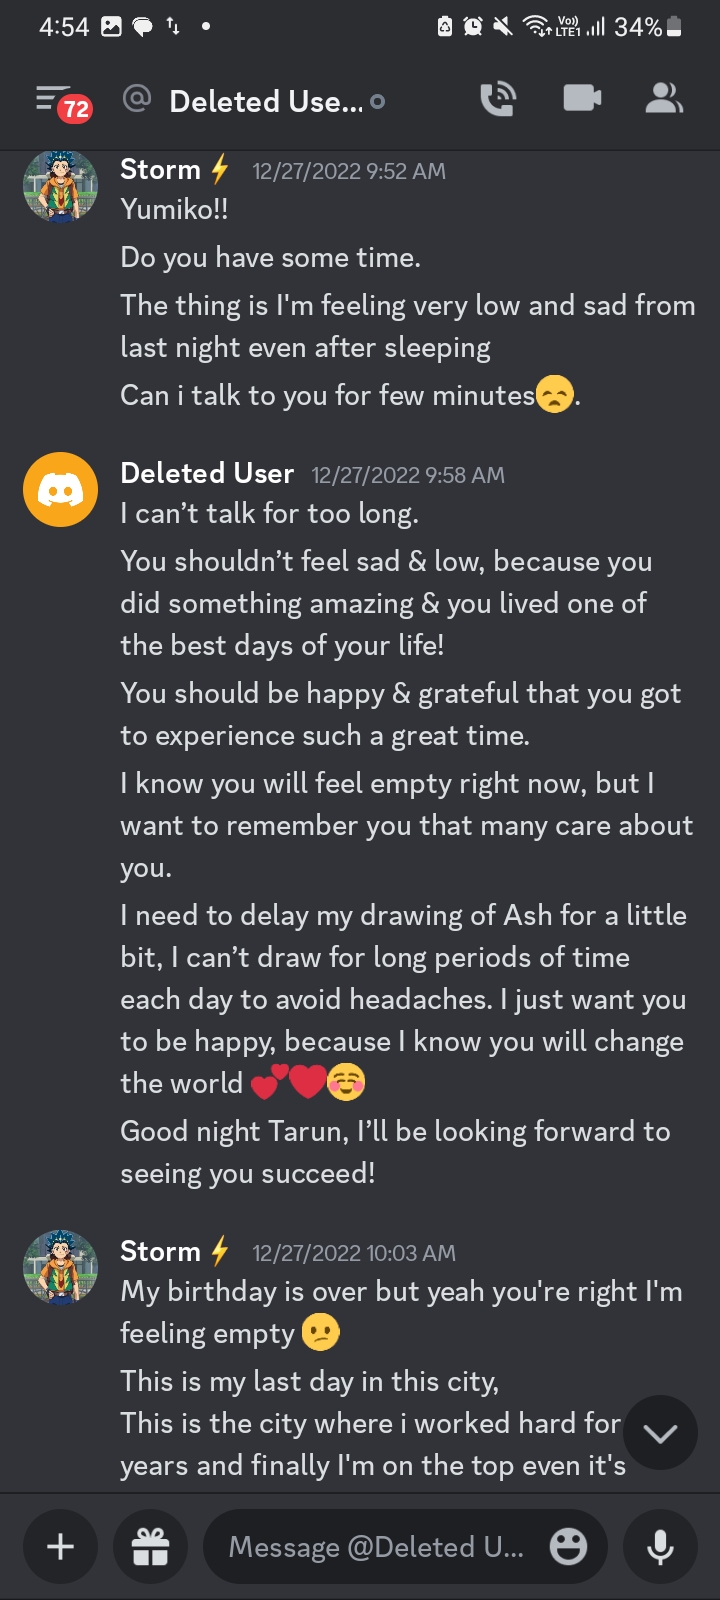 4:54
Vo))
LTE1
34%
72
@ Deleted Use...
Storm⚡ 12/27/2022 9:52 AM
Yumiko!!
Do you have some time.
The thing is I'm feeling very low and sad from
last night even after sleeping
Can i talk to you for few minutes😞.
Deleted User 12/27/2022 9:58 AM
I can’t talk for too long.
You shouldn’t feel sad & low, because you
did something amazing & you lived one of
the best days of your life!
You should be happy & grateful that you got
to experience such a great time.
I know you will feel empty right now, but I
want to remember you that many care about
you.
I need to delay my drawing of Ash for a little
bit, I can’t draw for long periods of time
each day to avoid headaches. I just want you
to be happy, because I know you will change
the world 💕❤️☺️
Good night Tarun, I’ll be looking forward to
seeing you succeed!
Storm⚡ 12/27/2022 10:03 AM
My birthday is over but yeah you're right I'm
feeling empty 😕
This is my last day in this city,
This is the city where i worked hard for
years and finally I'm on the top even it's
Message @Deleted U...